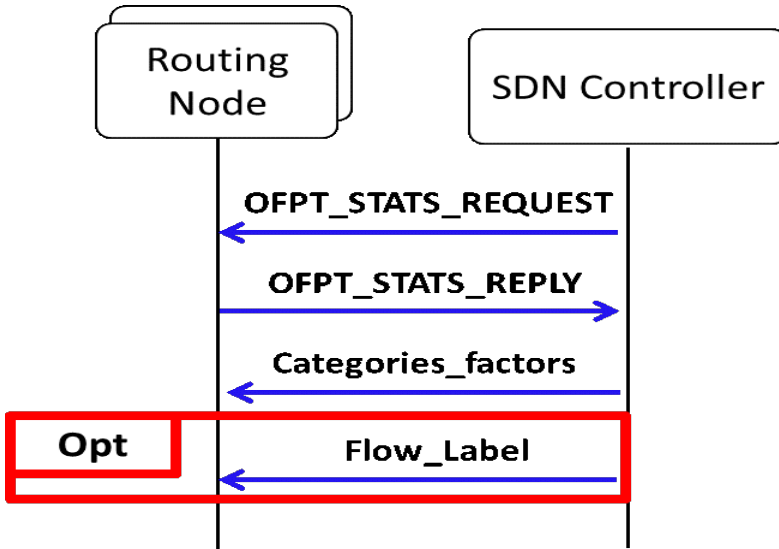 Routing
Node
SDN Controller
OFPT_STATS_REQUEST
OFPT_STATS_REPLY
Categories_factors
Opt
Flow_Label